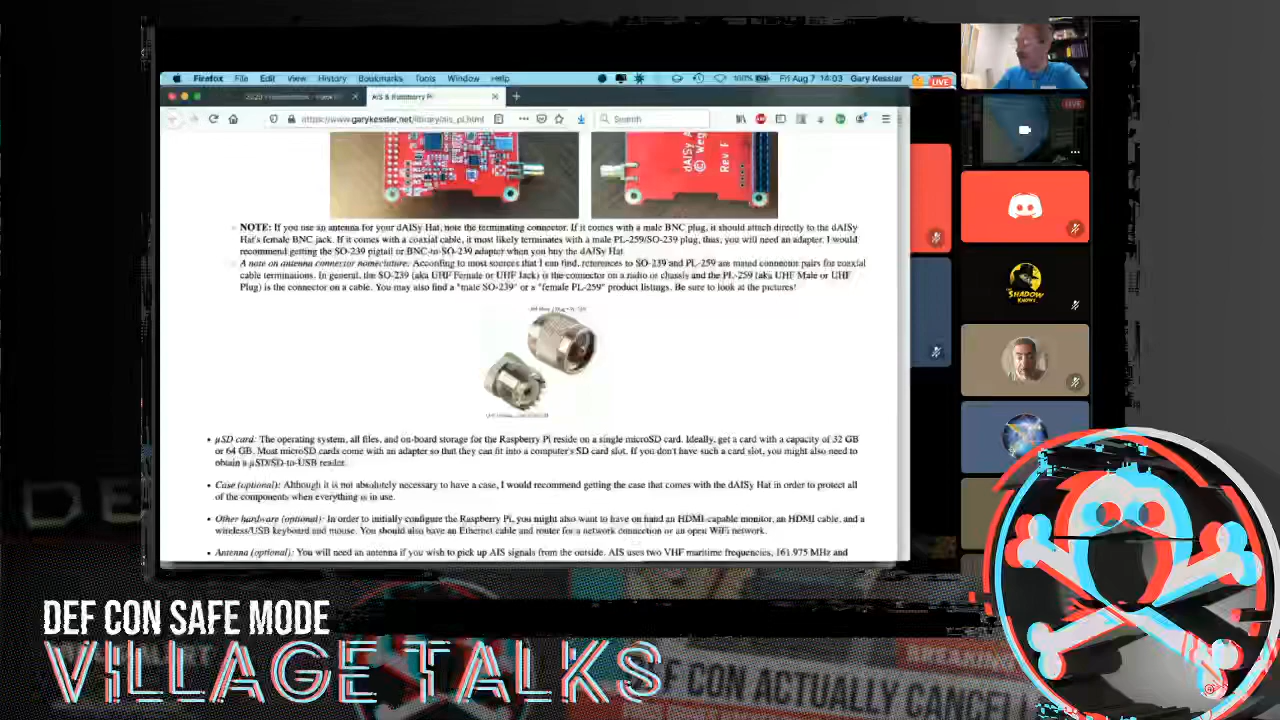 Firefox File Edit View History Bookmarks Tools Window Help
100% Fri Aug 7 14:03 Gary Kessler
LIVE
LIVE
AIS & Raspberry Pi
https://www.garykessler.net/library/ais_pi.html
Search
dAISy
© Weg
Rev F
NOTE: If you use an antenna for your dAISy Hat, note the terminating connector. If it comes with a male BNC plug, it should attach directly to the dAISy
Hat's female BNC jack. If it comes with a coaxial cable, it most likely terminates with a male PL-259/SO-239 plug, thus, you will need an adapter. I would
recommend getting the SO-239 pigtail or BNC-to-SO-239 adapter when you buy the dAISy Hat
A note on antenna connector nomenclature: According to most sources that I can find, references to SO-239 and PL-259 are mated connector pairs for coaxial
cable terminations. In general, the SO-239 (aka UHF Female or UHF Jack) is the connector on a radio or chassis and the PL-259 (aka UHF Male or UHF
Plug) is the connector on a cable. You may also find a "male SO-239" or a "female PL-259" product listings. Be sure to look at the pictures!
• µSD card: The operating system, all files, and on-board storage for the Raspberry Pi reside on a single microSD card. Ideally, get a card with a capacity of 32 GB
or 64 GB. Most microSD cards come with an adapter so that they can fit into a computer's SD card slot. If you don't have such a card slot, you might also need to
obtain a µSD/SD-to-USB reader.
• Case (optional): Although it is not absolutely necessary to have a case, I would recommend getting the case that comes with the dAISy Hat in order to protect all
of the components when everything is in use.
• Other hardware (optional): In order to initially configure the Raspberry Pi, you might also want to have on hand an HDMI-capable monitor, an HDMI cable, and a
wireless/USB keyboard and mouse. You should also have an Ethernet cable and router for a network connection or an open WiFi network.
• Antenna (optional): You will need an antenna if you wish to pick up AIS signals from the outside. AIS uses two VHF maritime frequencies, 161.975 MHz and
THE SHADOW KNOWS
DEF CON SAFE MODE
VILLAGE TALKS
DEF CON ACTUALLY CANCEL